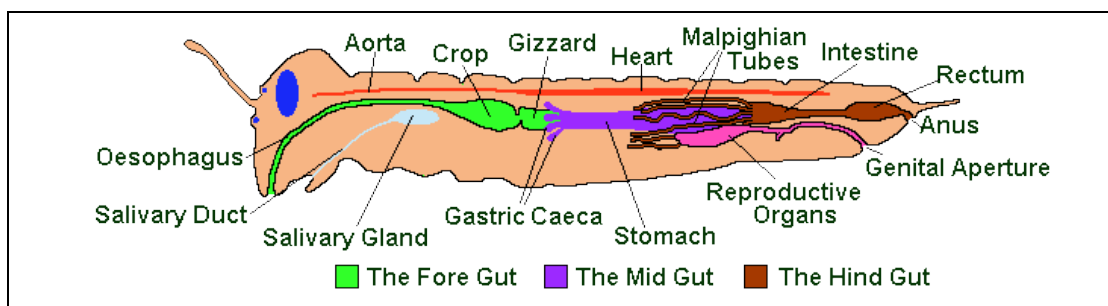 Aorta
Crop
Gizzard
Heart
Malpighian
Tubes
Intestine
Rectum
Anus
Oesophagus
Genital Aperture
Salivary Duct
Salivary Gland
Gastric Caeca
Stomach
Reproductive
Organs
The Fore Gut
The Mid Gut
The Hind Gut